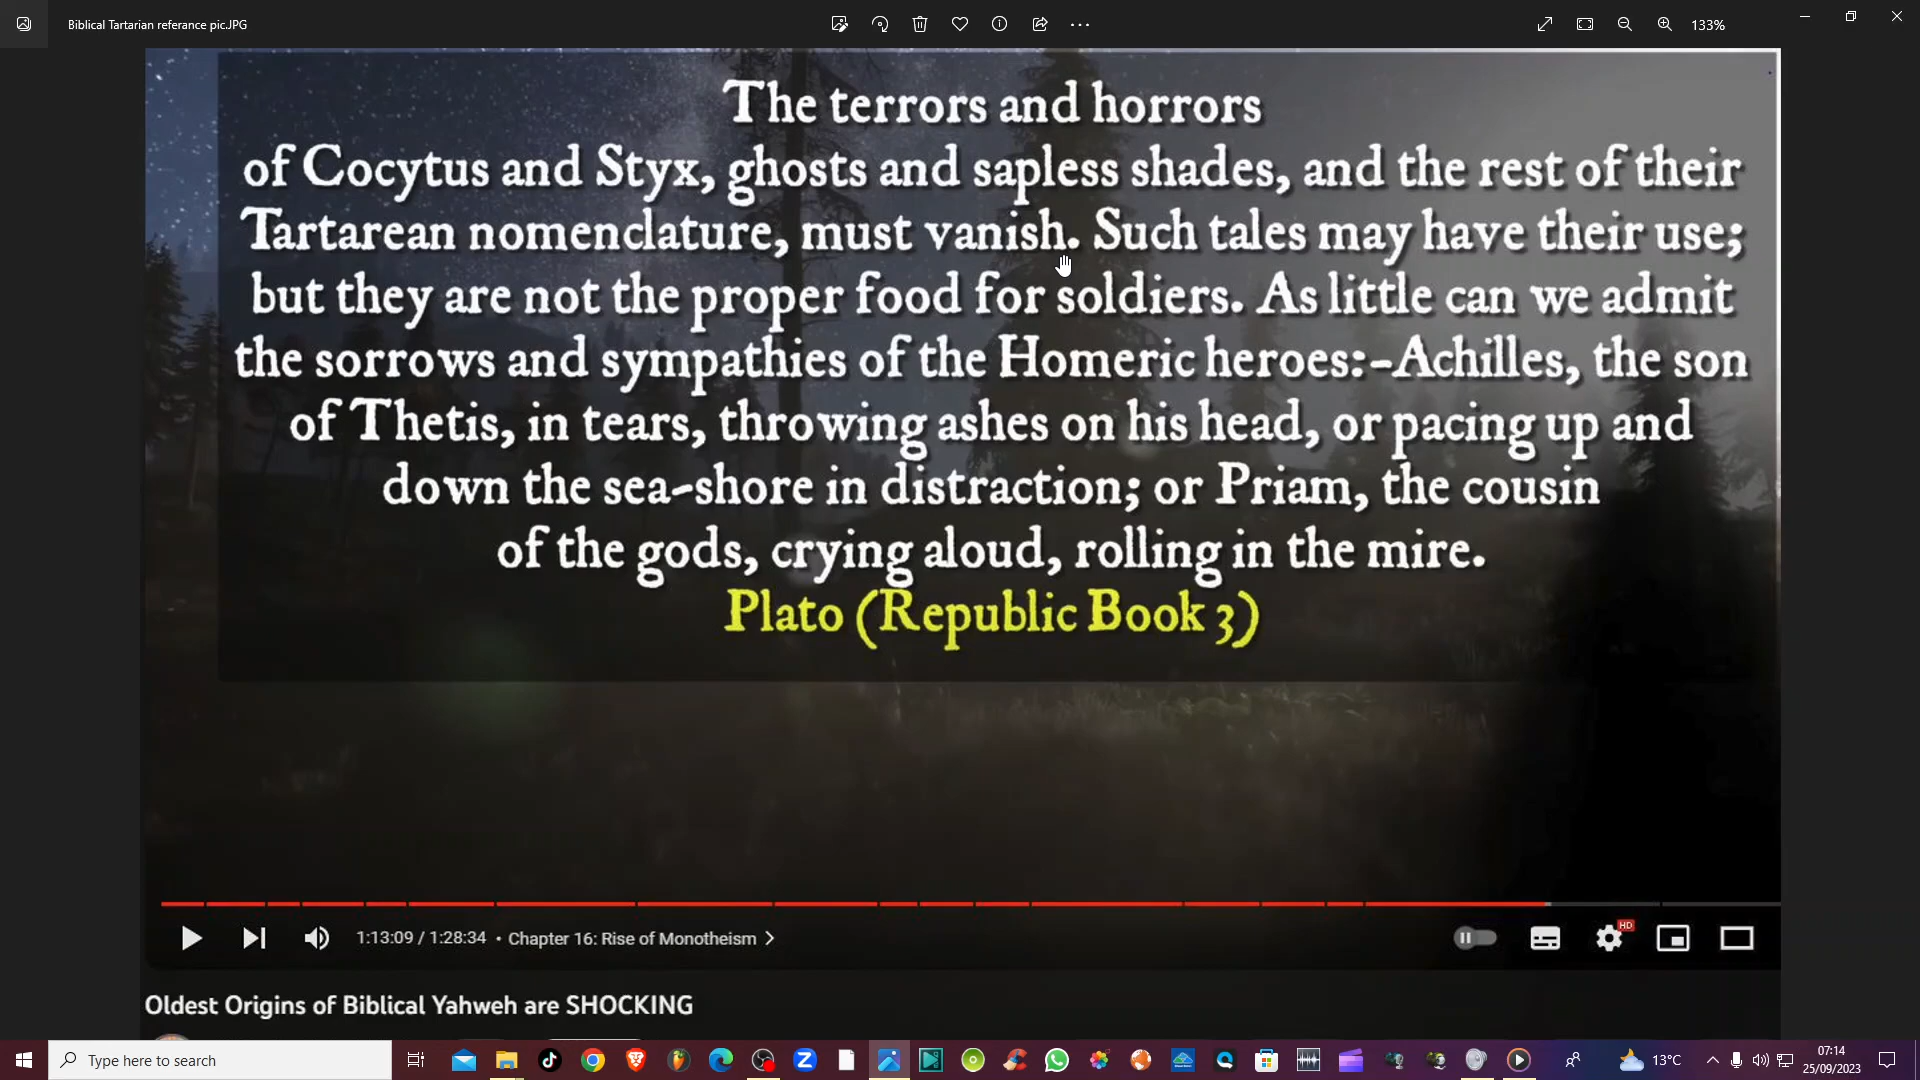 Biblical Tartarian referance pic.JPG
133%
The terrors and horrors
of Cocytus and Styx, ghosts and sapless shades, and the rest of their
Tartarean nomenclature, must vanish. Such tales may have their use;
but they are not the proper food for soldiers. As little can we admit
the sorrows and sympathies of the Homeric heroes:-Achilles, the son
of Thetis, in tears, throwing ashes on his head, or pacing up and
down the sea-shore in distraction; or Priam, the cousin
of the gods, crying aloud, rolling in the mire.
Plato (Republic Book 3)
1:13:09 / 1:28:34 • Chapter 16: Rise of Monotheism
HD
Oldest Origins of Biblical Yahweh are SHOCKING
Type here to search
13°C
07:14
25/09/2023